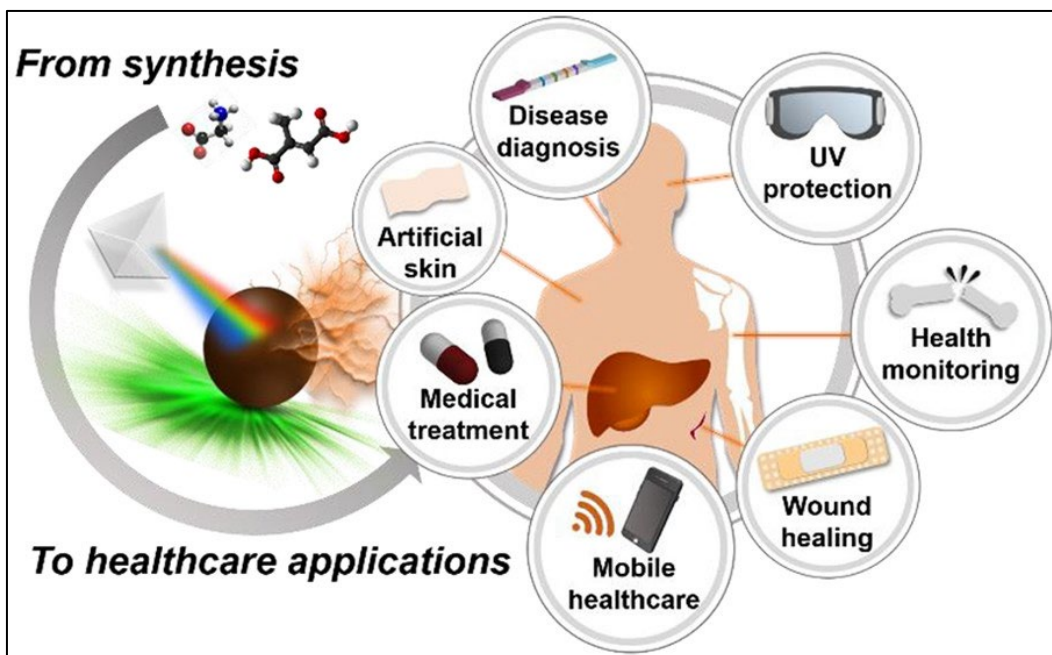 From synthesis
Disease
diagnosis
UV
protection
Artificial
skin
Health
monitoring
Medical
treatment
Wound
healing
Mobile
healthcare
To healthcare applications